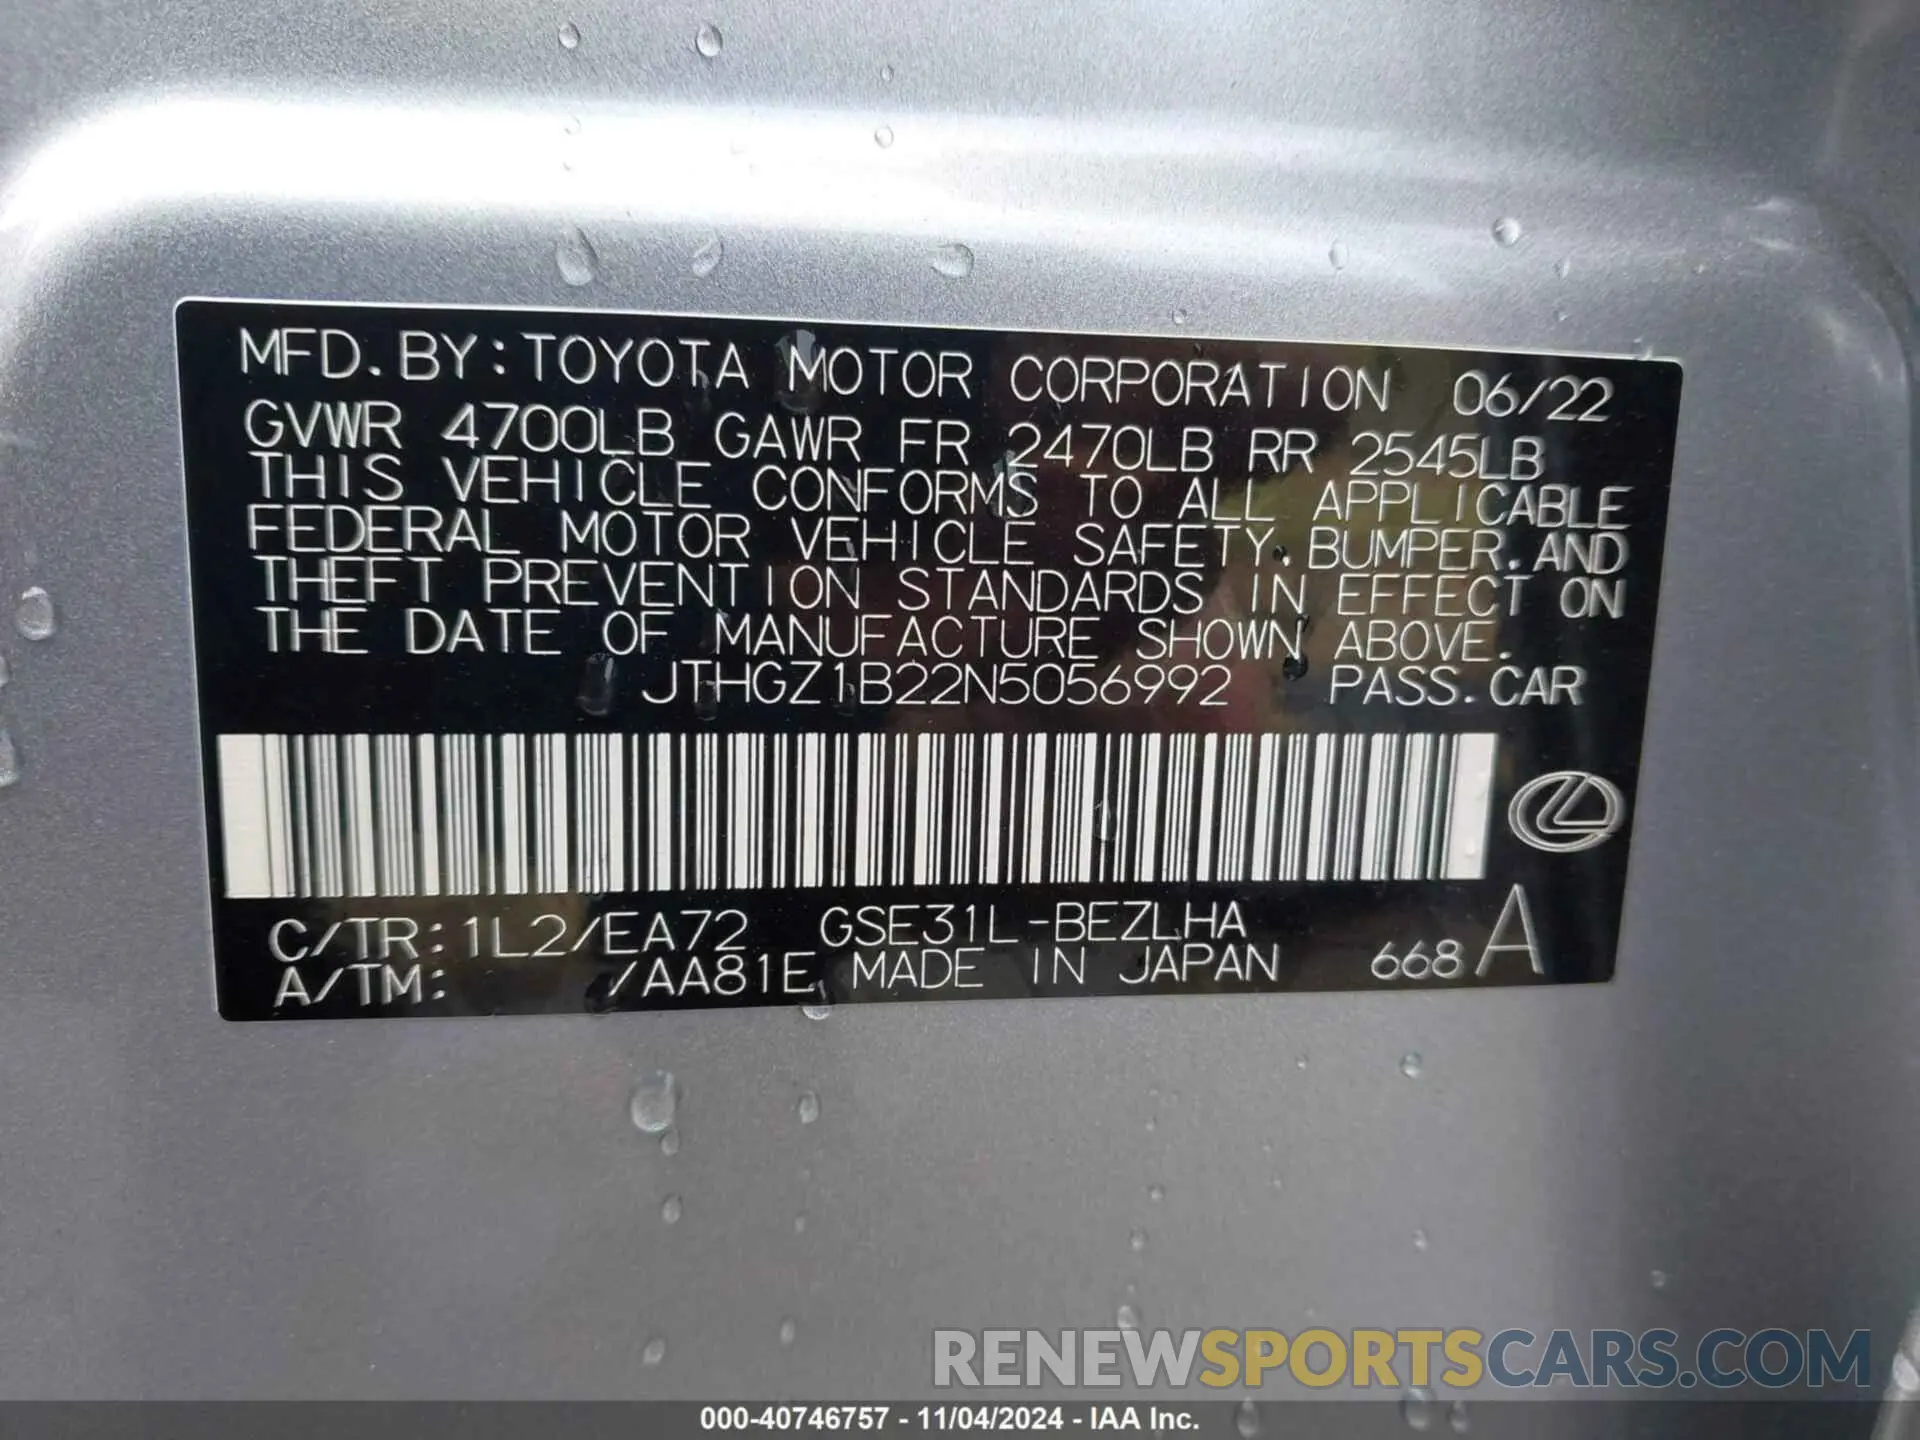 MFD. BY: TOYOTA MOTOR CORPORATION 06/22
GVWR 4700LB GAWR FR 2470LB RR 2545LB
THIS VEHICLE CONFORMS TO ALL APPLICABLE
FEDERAL MOTOR VEHICLE SAFETY, BUMPER, AND
THEFT PREVENTION STANDARDS IN EFFECT ON
THE DATE OF MANUFACTURE SHOWN ABOVE.
JTHGZ1B22N5056992 PASS. CAR
C/TR: 1L2/EA72 GSE31L-BEZLHA
A/TM: /AA81E MADE IN JAPAN 668 A
RENEWSPORTSCARS.COM
000-40746757 - 11/04/2024 - IAA Inc.